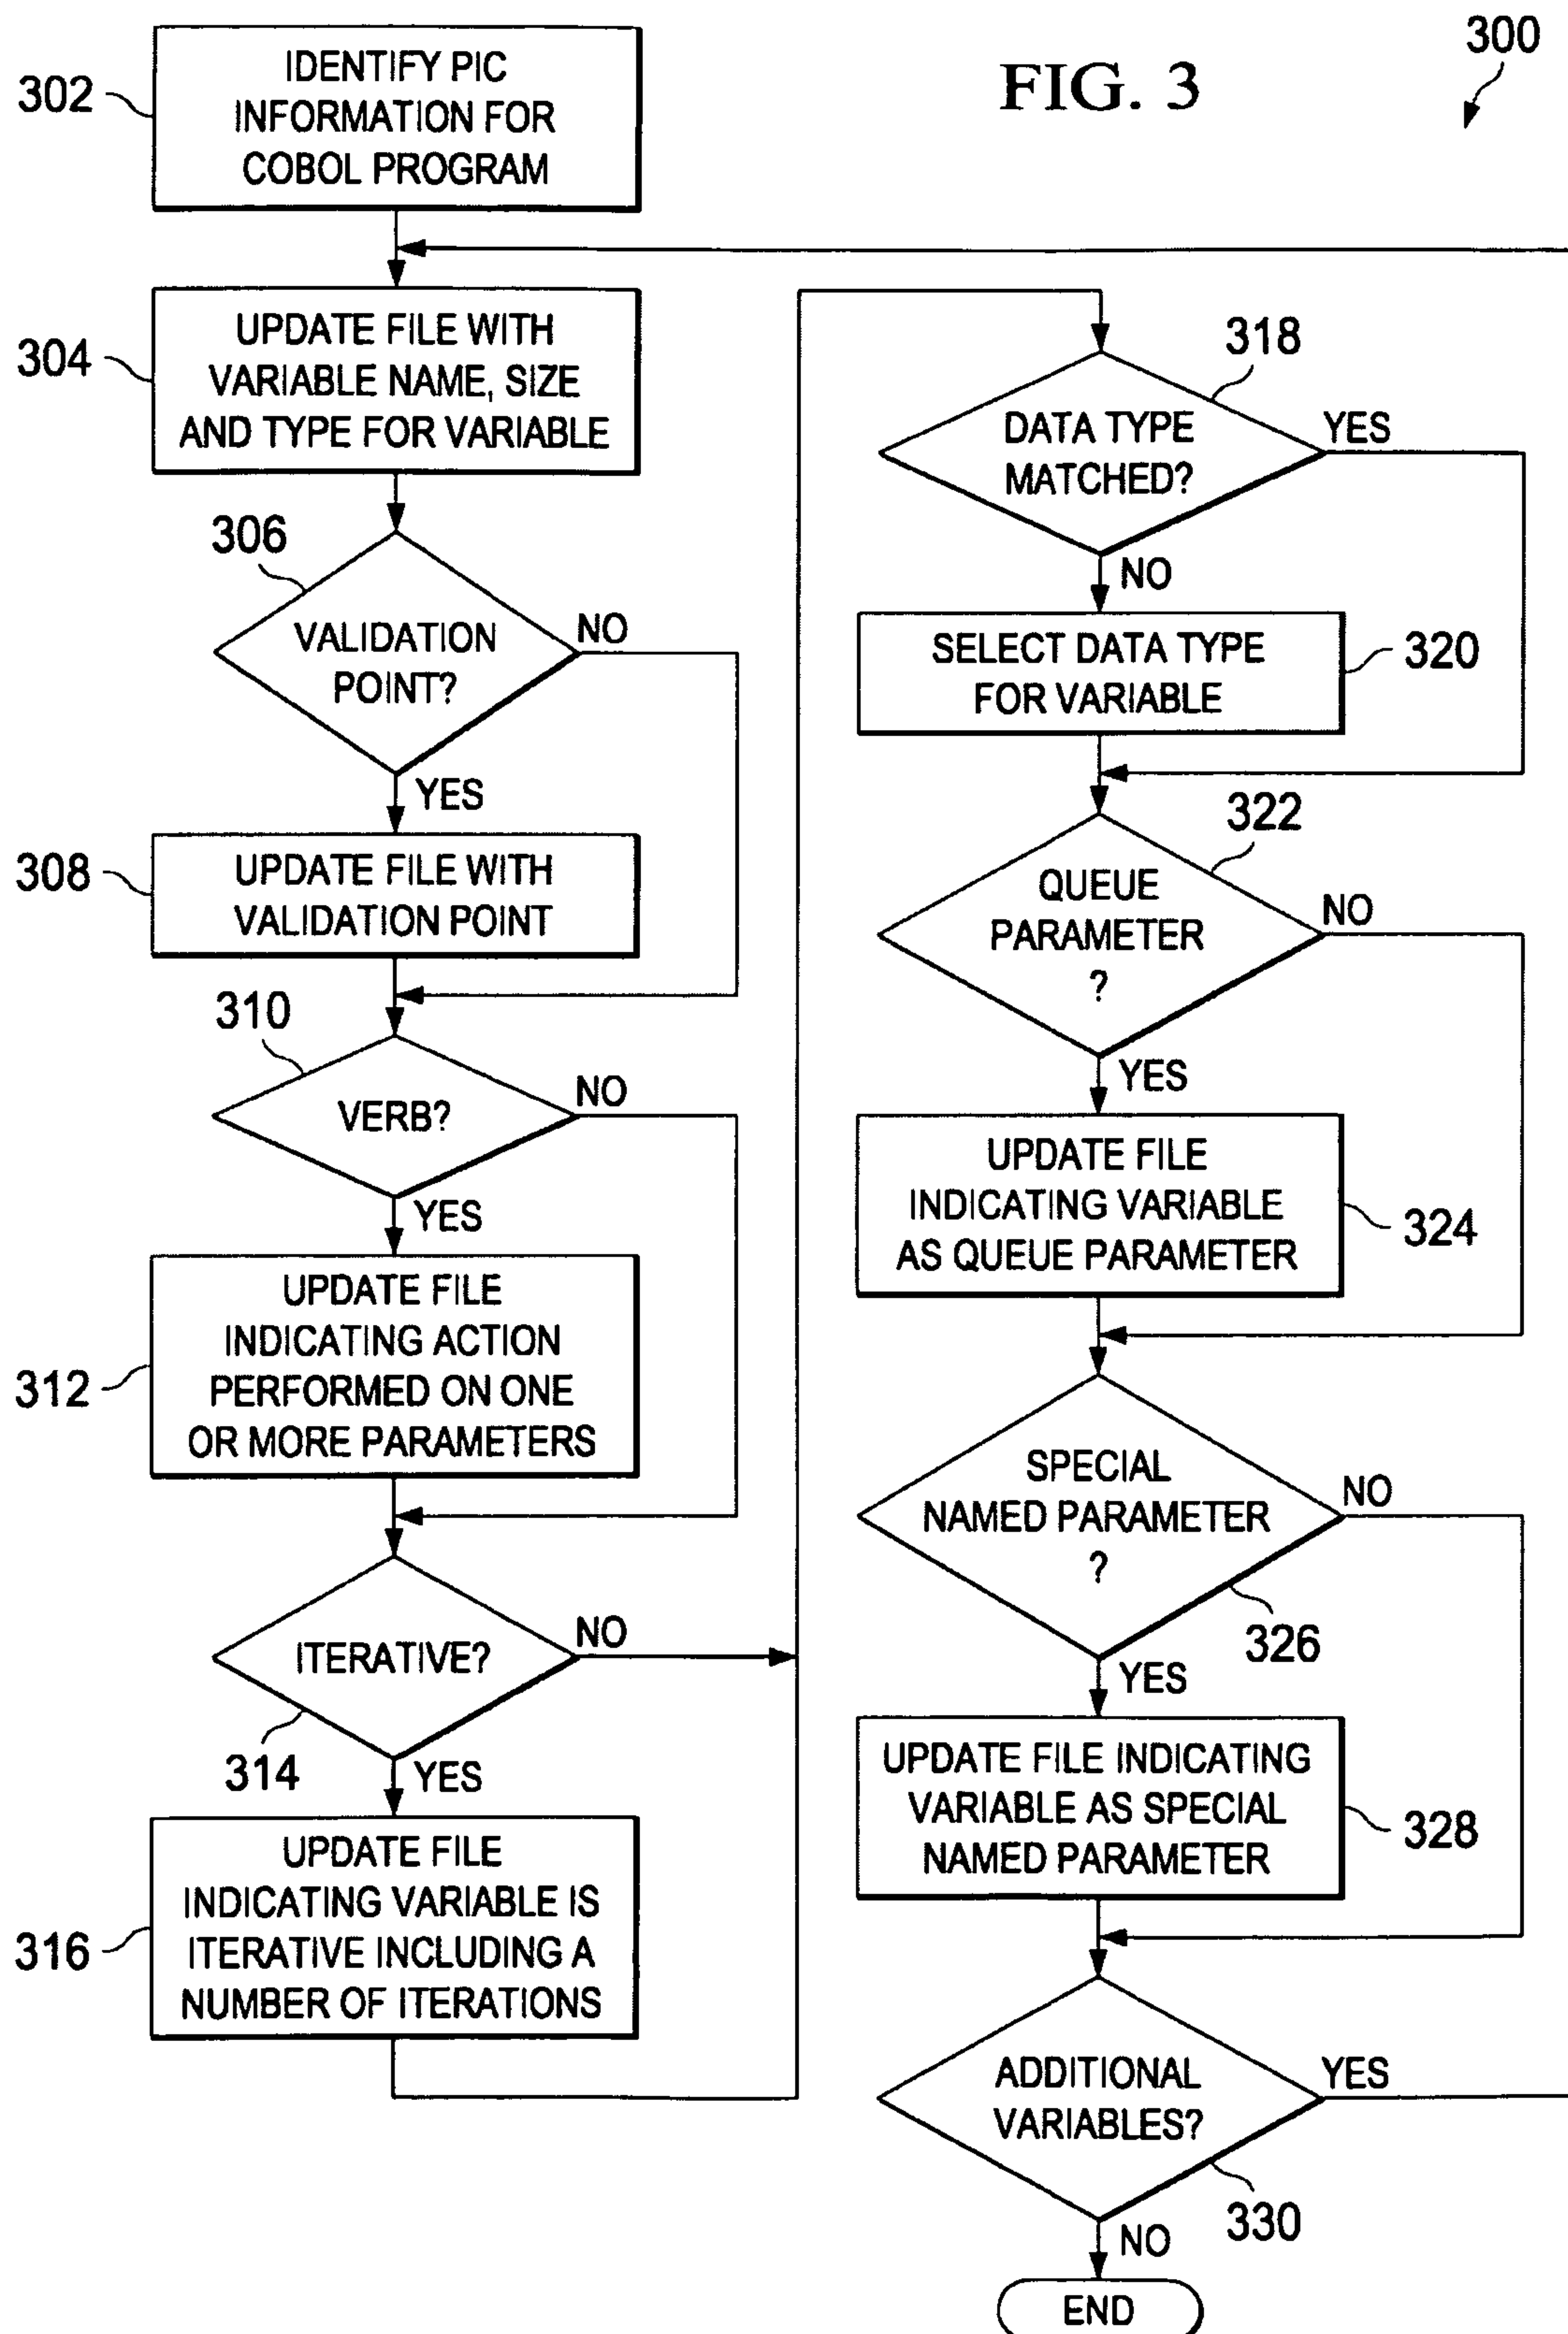 FIG. 3
300
302
IDENTIFY PIC
INFORMATION FOR
COBOL PROGRAM
304
UPDATE FILE WITH
VARIABLE NAME, SIZE
AND TYPE FOR VARIABLE
306
VALIDATION
POINT?
NO
YES
308
UPDATE FILE WITH
VALIDATION POINT
310
VERB?
NO
YES
312
UPDATE FILE
INDICATING ACTION
PERFORMED ON ONE
OR MORE PARAMETERS
ITERATIVE?
NO
314
YES
316
UPDATE FILE
INDICATING VARIABLE IS
ITERATIVE INCLUDING A
NUMBER OF ITERATIONS
318
DATA TYPE
MATCHED?
YES
NO
SELECT DATA TYPE
FOR VARIABLE
320
322
QUEUE
PARAMETER
?
NO
YES
UPDATE FILE
INDICATING VARIABLE
AS QUEUE PARAMETER
324
SPECIAL
NAMED PARAMETER
?
NO
326
YES
UPDATE FILE INDICATING
VARIABLE AS SPECIAL
NAMED PARAMETER
328
ADDITIONAL
VARIABLES?
YES
330
NO
END